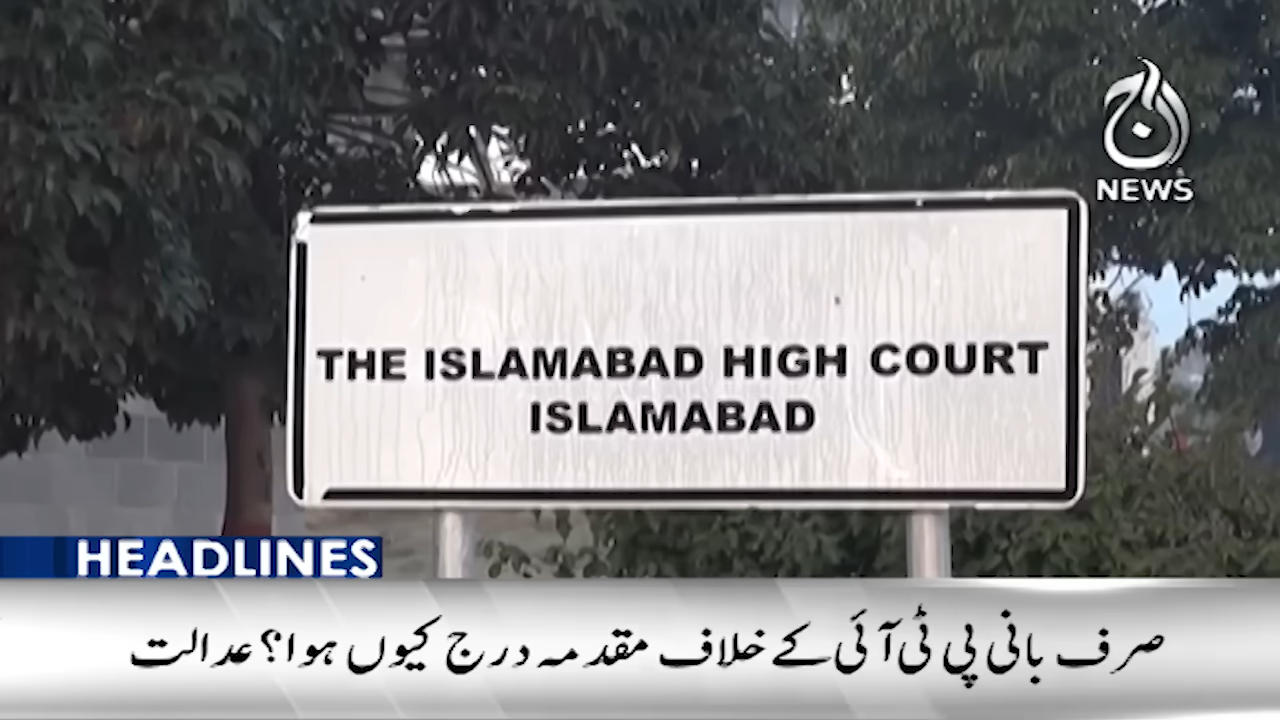 آج
NEWS
THE ISLAMABAD HIGH COURT
ISLAMABAD
HEADLINES
صرف بانی پی ٹی آئی کے خلاف مقدمہ درج کیوں ہوا؟ عدالت